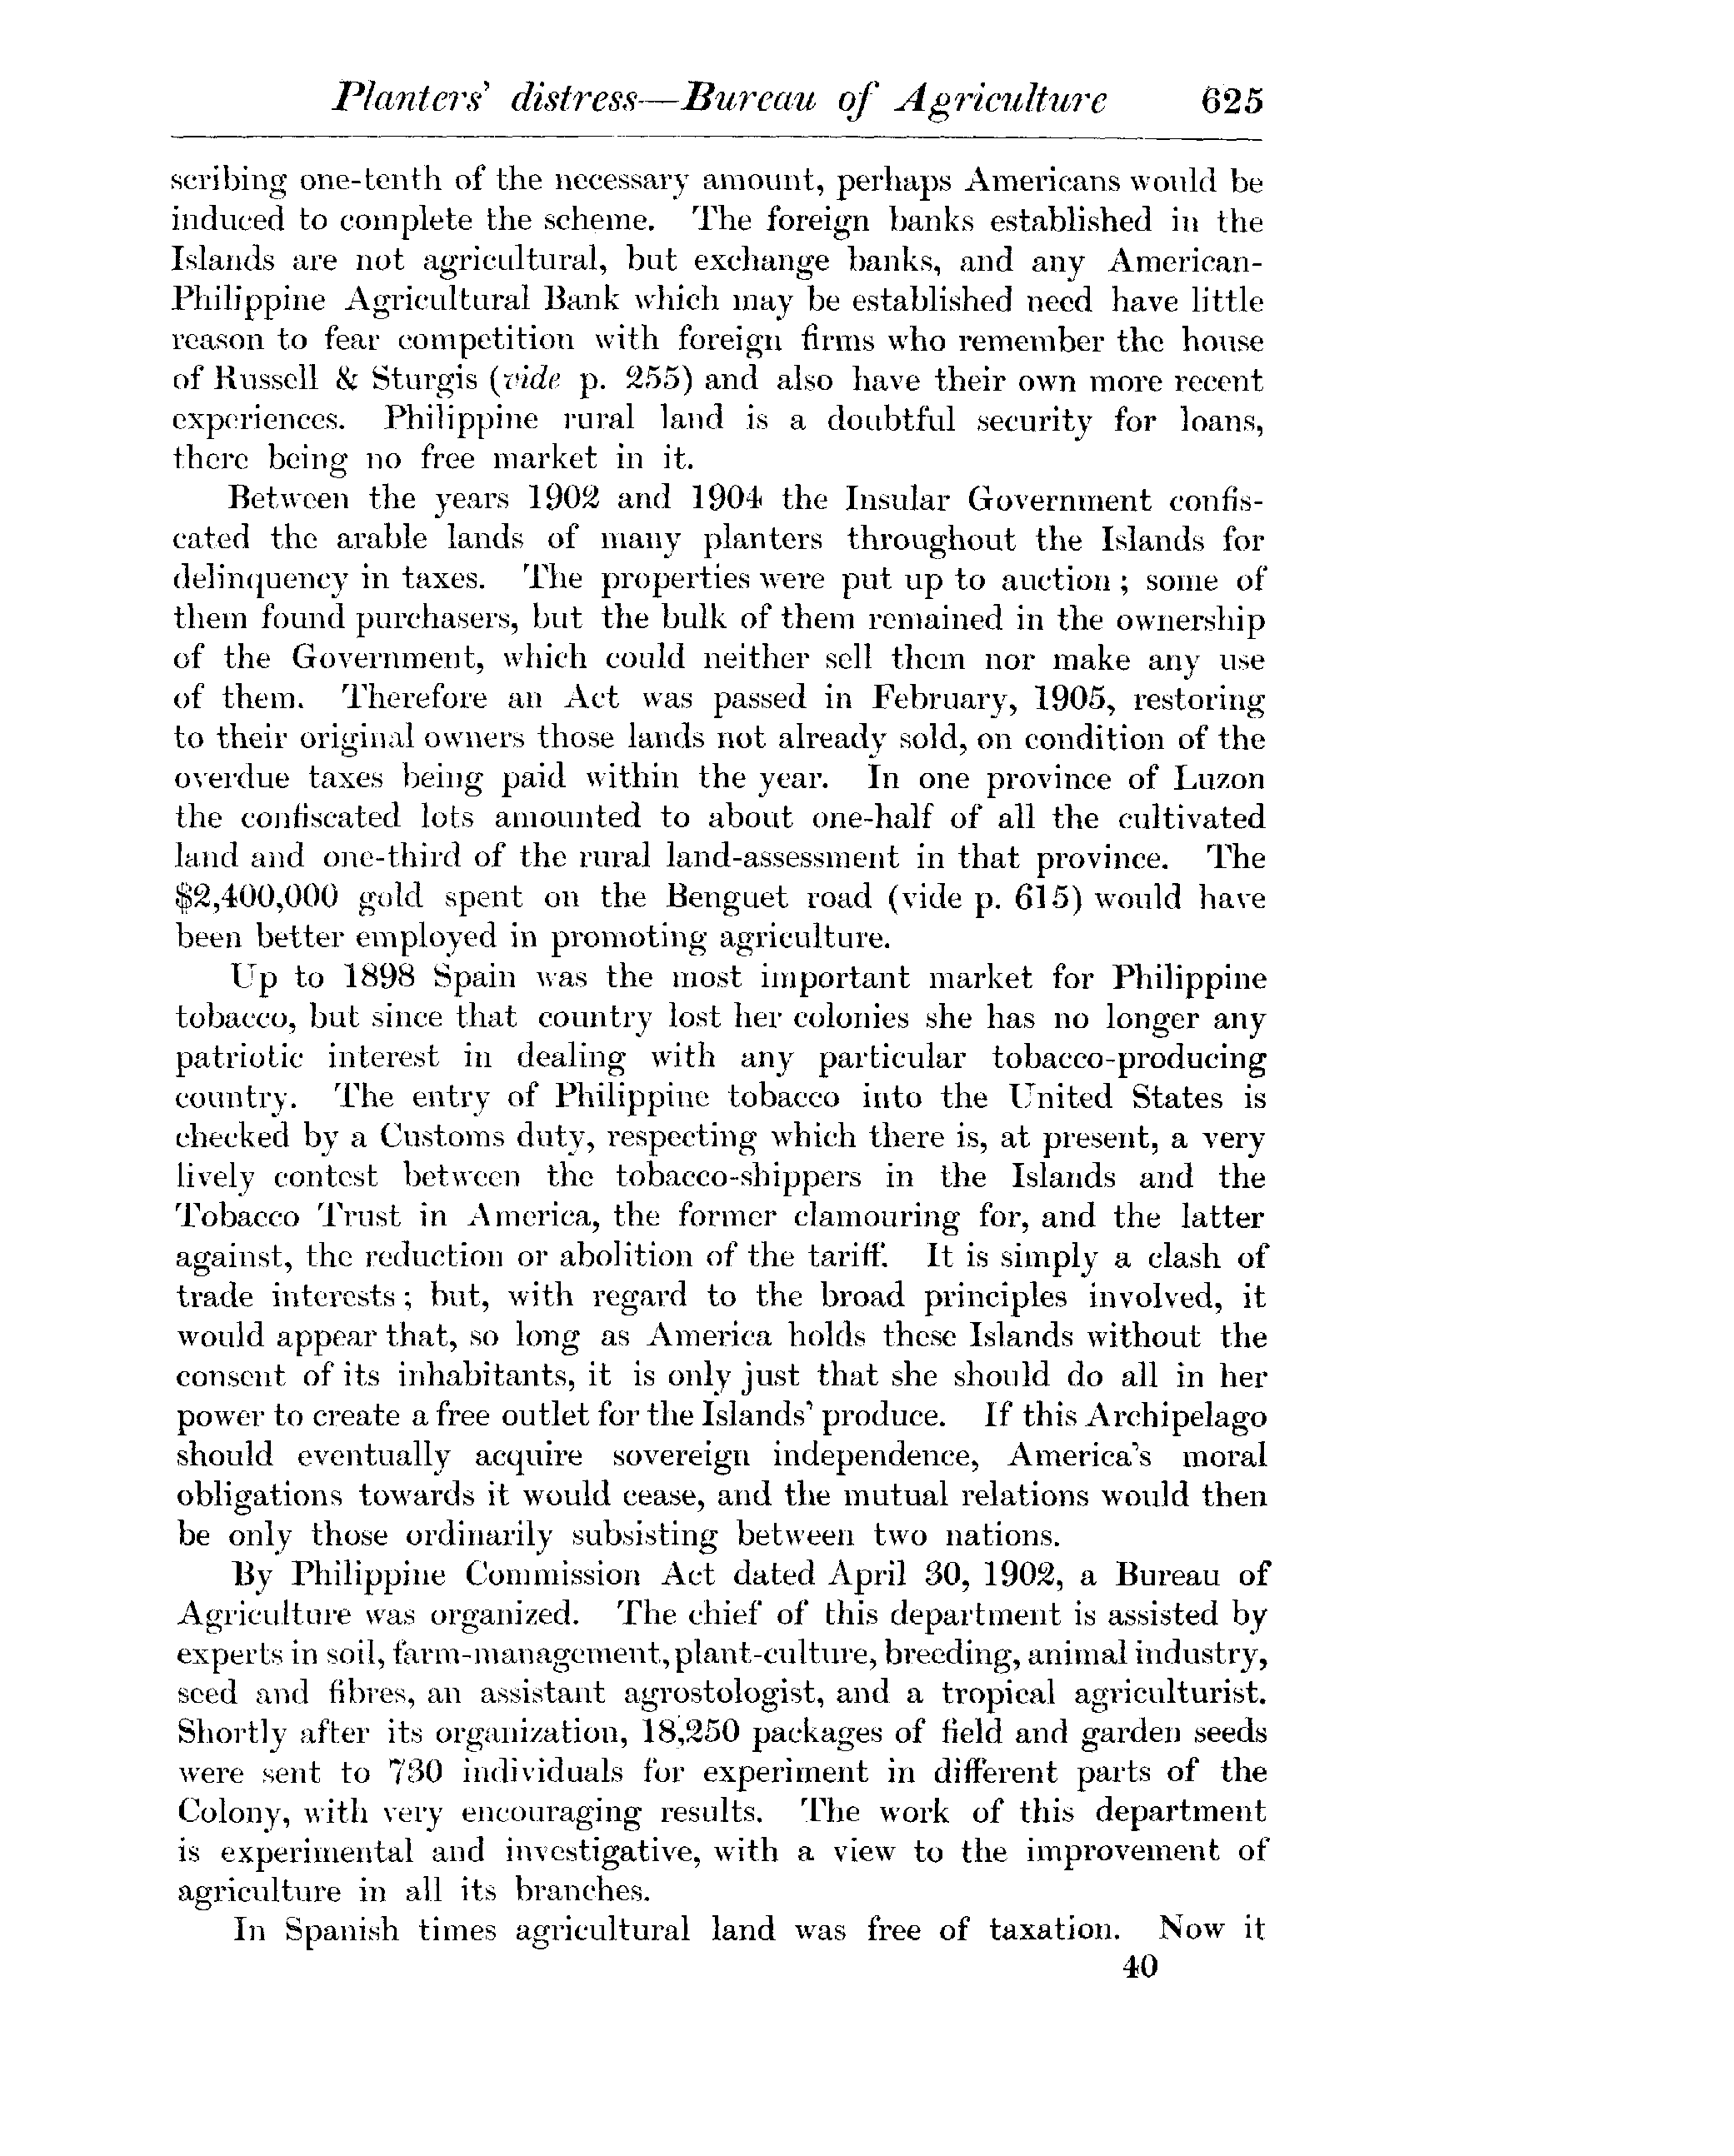 Planters' distress—Bureau of Agriculture 625
scribing one-tenth of the necessary amount, perhaps Americans would be
induced to complete the scheme. The foreign banks established in the
Islands are not agricultural, but exchange banks, and any American-
Philippine Agricultural Bank which may be established need have little
reason to fear competition with foreign firms who remember the house
of Russell & Sturgis (vide p. 255) and also have their own more recent
experiences. Philippine rural land is a doubtful security for loans,
there being no free market in it.
Between the years 1902 and 1904 the Insular Government confis-
cated the arable lands of many planters throughout the Islands for
delinquency in taxes. The properties were put up to auction ; some of
them found purchasers, but the bulk of them remained in the ownership
of the Government, which could neither sell them nor make any use
of them. Therefore an Act was passed in February, 1905, restoring
to their original owners those lands not already sold, on condition of the
overdue taxes being paid within the year. In one province of Luzon
the confiscated lots amounted to about one-half of all the cultivated
land and one-third of the rural land-assessment in that province. The
$2,400,000 gold spent on the Benguet road (vide p. 615) would have
been better employed in promoting agriculture.
Up to 1898 Spain was the most important market for Philippine
tobacco, but since that country lost her colonies she has no longer any
patriotic interest in dealing with any particular tobacco-producing
country. The entry of Philippine tobacco into the United States is
checked by a Customs duty, respecting which there is, at present, a very
lively contest between the tobacco-shippers in the Islands and the
Tobacco Trust in America, the former clamouring for, and the latter
against, the reduction or abolition of the tariff. It is simply a clash of
trade interests ; but, with regard to the broad principles involved, it
would appear that, so long as America holds these Islands without the
consent of its inhabitants, it is only just that she should do all in her
power to create a free outlet for the Islands' produce. If this Archipelago
should eventually acquire sovereign independence, America's moral
obligations towards it would cease, and the mutual relations would then
be only those ordinarily subsisting between two nations.
By Philippine Commission Act dated April 30, 1902, a Bureau of
Agriculture was organized. The chief of this department is assisted by
experts in soil, farm-management, plant-culture, breeding, animal industry,
seed and fibres, an assistant agrostologist, and a tropical agriculturist.
Shortly after its organization, 18,250 packages of field and garden seeds
were sent to 730 individuals for experiment in different parts of the
Colony, with very encouraging results. The work of this department
is experimental and investigative, with a view to the improvement of
agriculture in all its branches.
In Spanish times agricultural land was free of taxation. Now it
40